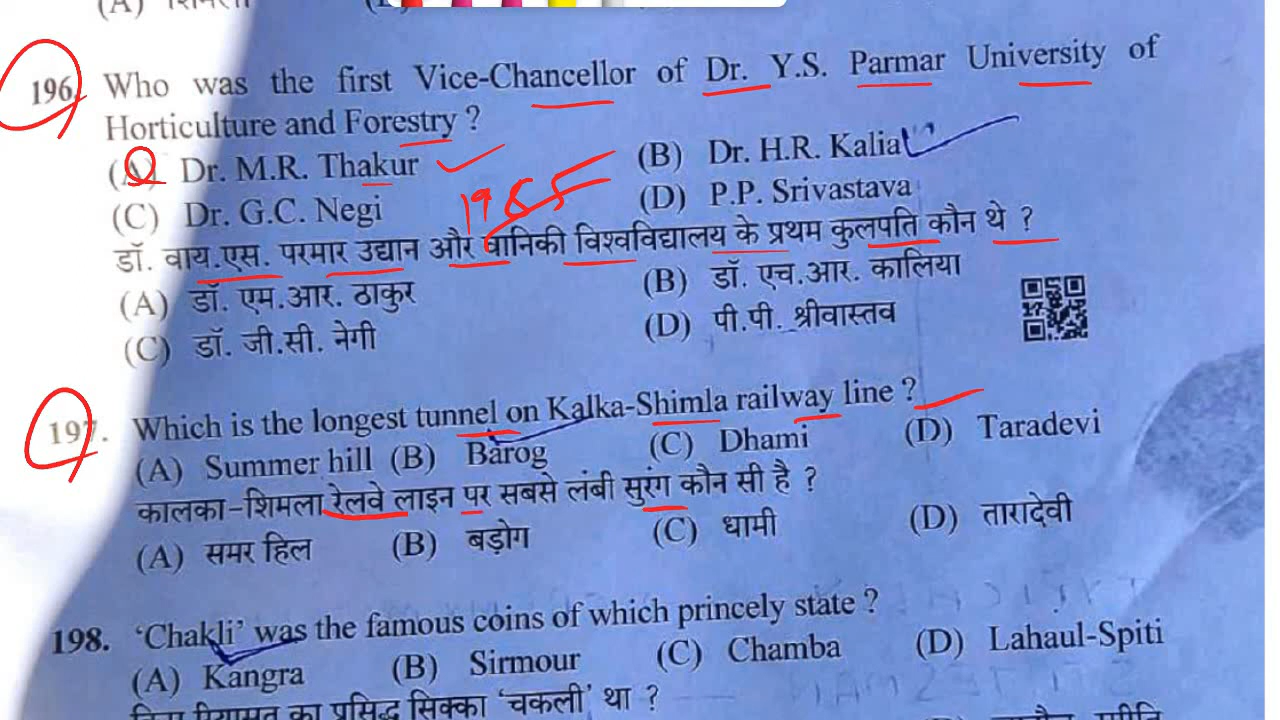 (A) शिमला
196. Who was the first Vice-Chancellor of Dr. Y.S. Parmar University of
Horticulture and Forestry ?
(A) Dr. M.R. Thakur (B) Dr. H.R. Kalia
(C) Dr. G.C. Negi (D) P.P. Srivastava
1985
डॉ. वाय.एस. परमार उद्यान और वानिकी विश्वविद्यालय के प्रथम कुलपति कौन थे ?
(A) डॉ. एम.आर. ठाकुर (B) डॉ. एच.आर. कालिया
(C) डॉ. जी.सी. नेगी (D) पी.पी. श्रीवास्तव
197. Which is the longest tunnel on Kalka-Shimla railway line ?
(A) Summer hill (B) Barog (C) Dhami (D) Taradevi
कालका-शिमला रेलवे लाइन पर सबसे लंबी सुरंग कौन सी है ?
(A) समर हिल (B) बड़ोग (C) धामी (D) तारादेवी
198. ‘Chakli’ was the famous coins of which princely state ?
(A) Kangra (B) Sirmour (C) Chamba (D) Lahaul-Spiti
किस रियासत का प्रसिद्ध सिक्का ‘चकली’ था ?